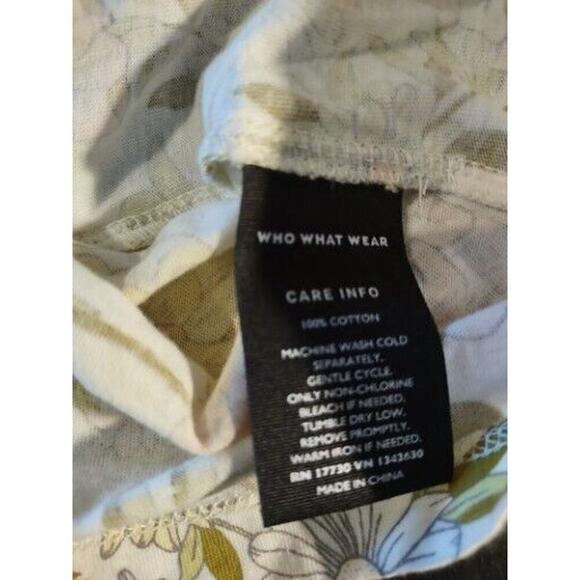 WHO WHAT WEAR
CARE INFO
100% COTTON
MACHINE WASH COLD
SEPARATELY.
GENTLE CYCLE.
ONLY NON-CHLORINE
BLEACH IF NEEDED.
TUMBLE DRY LOW.
REMOVE PROMPTLY.
WARM IRON IF NEEDED.
RN 17730 VN 1343630
MADE IN CHINA